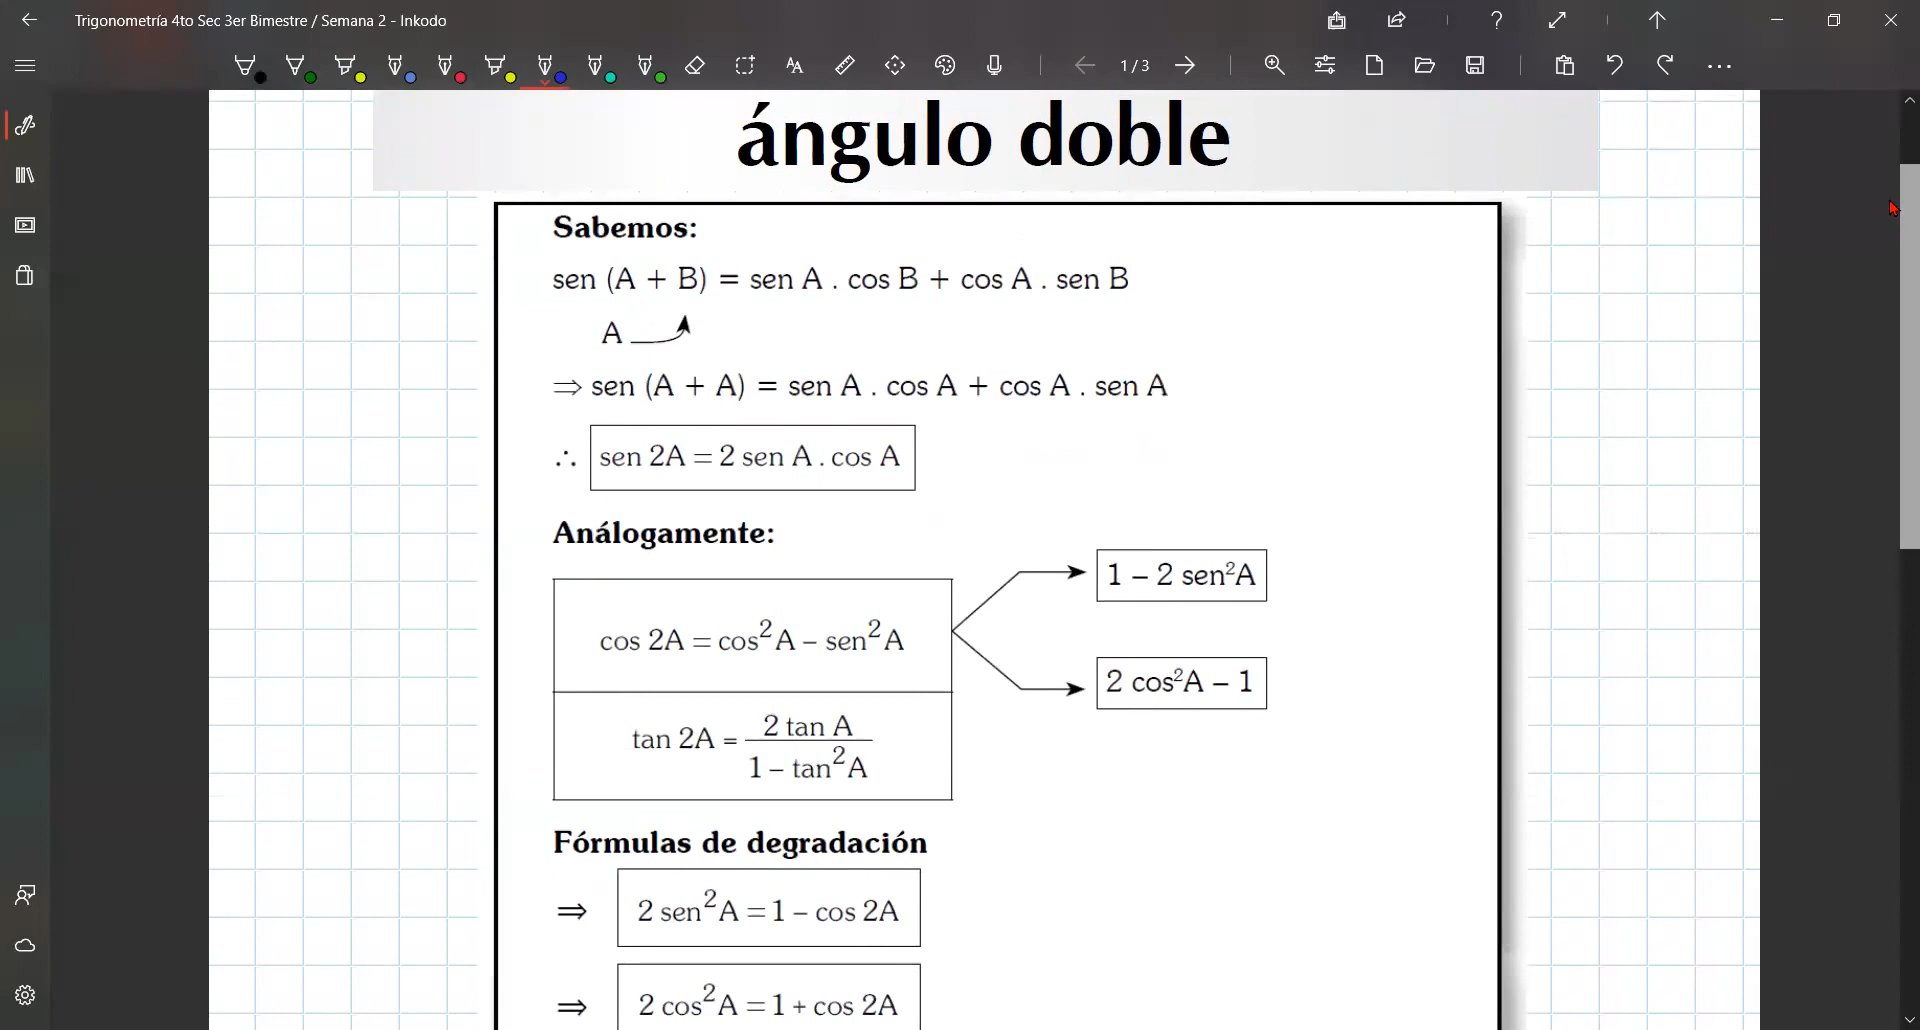 Trigonometría 4to Sec 3er Bimestre / Semana 2 - Inkodo
1 / 3
ángulo doble
Sabemos:
sen (A + B) = sen A . cos B + cos A . sen B
A
⇒ sen (A + A) = sen A . cos A + cos A . sen A
∴ sen 2A = 2 sen A . cos A
Análogamente:
1 – 2 sen²A
cos 2A = cos²A – sen²A
2 cos²A – 1
tan 2A = 2 tan A / 1 – tan²A
Fórmulas de degradación
⇒ 2 sen²A = 1 – cos 2A
⇒ 2 cos²A = 1 + cos 2A